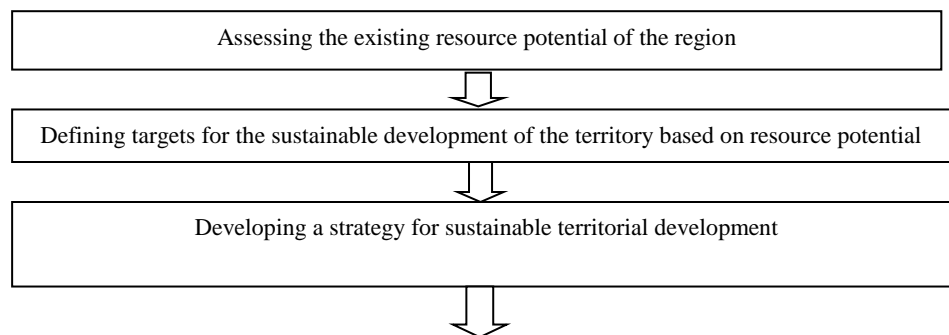 Assessing the existing resource potential of the region
Defining targets for the sustainable development of the territory based on resource potential
Developing a strategy for sustainable territorial development